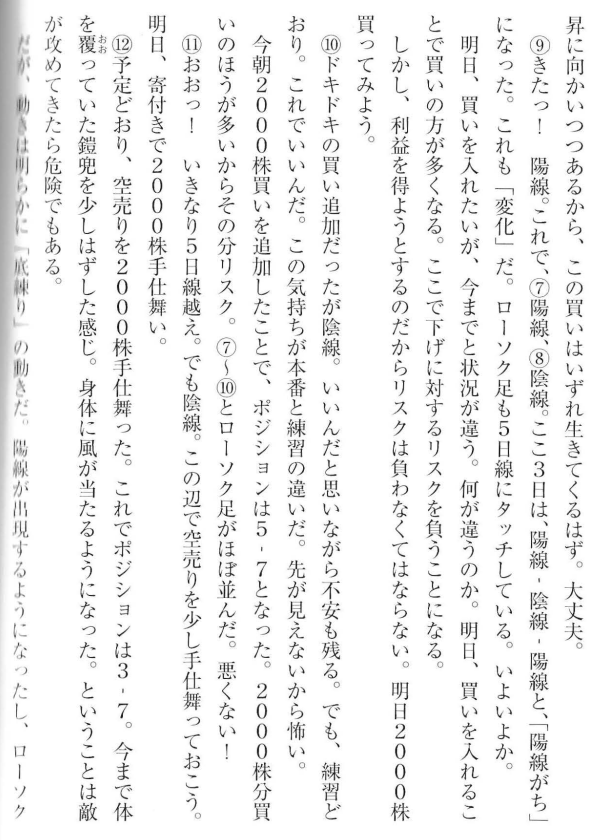 昇に向かいつつあるから、この買いはいずれ生きてくるはず。大丈夫。
⑨きたっ！　陽線。これで、⑦陽線、⑧陰線。ここ3日は、陽線-陰線-陽線と、「陽線がち」
になった。これも「変化」だ。ローソク足も5日線にタッチしている。いよいよか。
明日、買いを入れたいが、今までと状況が違う。何が違うのか。明日、買いを入れるこ
とで買いの方が多くなる。ここで下げに対するリスクを負うことになる。
しかし、利益を得ようとするのだからリスクは負わなくてはならない。明日2000株
買ってみよう。
⑩ドキドキの買い追加だったが陰線。いいんだと思いながら不安も残る。でも、練習ど
おり。これでいいんだ。この気持ちが本番と練習の違いだ。先が見えないから怖い。
今朝2000株買いを追加したことで、ポジションは5-7となった。2000株分買
いのほうが多いからその分リスク。⑦〜⑩とローソク足がほぼ並んだ。悪くない！
⑪おおっ！　いきなり5日線越え。でも陰線。この辺で空売りを少し手仕舞っておこう。
明日、寄付きで2000株手仕舞い。
⑫予定どおり、空売りを2000株手仕舞った。これでポジションは3-7。今まで体
を覆おおっていた鎧兜を少しはずした感じ。身体に風が当たるようになった。ということは敵
が攻めてきたら危険でもある。
だが、動きは明らかに「底練り」の動きだ。陽線が出現するようになったし、ローソク